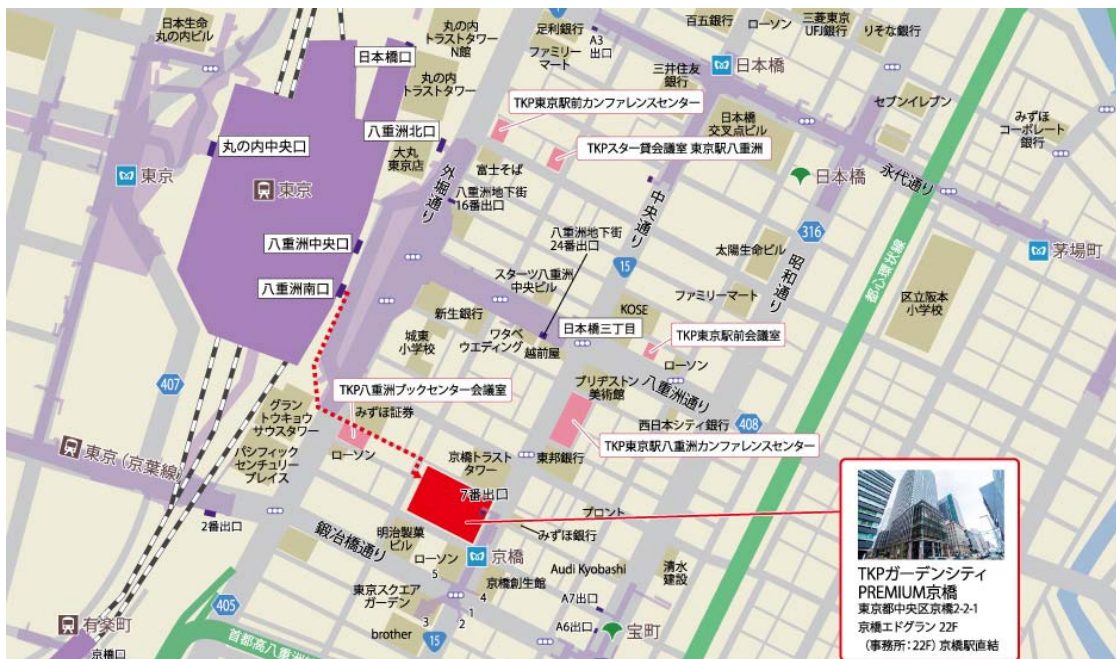 日本生命
丸の内ビル
丸の内
トラストタワー
N館
日本橋口
丸の内
トラストタワー
足利銀行
ファミリー
マート
A3
出口
百五銀行
ローソン
三菱東京
UFJ銀行
りそな銀行
三井住友
銀行
日本橋
TKP東京駅前カンファレンスセンター
セブンイレブン
みずほ
コーポレート
銀行
丸の内中央口
八重洲北口
大丸
東京店
日本橋
交叉点ビル
TKPスター貸会議室 東京駅八重洲
東京
東京
外堀通り
富士そば
八重洲地下街
16番出口
中央通り
日本橋
永代通り
八重洲中央口
八重洲地下街
24番出口
316
太陽生命ビル
昭和通り
都心環状線
茅場町
八重洲南口
スターツ八重洲
中央ビル
15
ファミリーマート
区立阪本
小学校
新生銀行
城東
小学校
ワタベ
ウエディング
越前屋
日本橋三丁目
KOSE
TKP東京駅前会議室
ローソン
407
TKP八重洲ブックセンター会議室
ブリヂストン
美術館
八重洲通り
グラン
トウキョウ
サウスタワー
みずほ証券
西日本シティ銀行
408
東京(京葉線)
パシフィック
センチュリー
プレイス
ローソン
京橋トラスト
タワー
東邦銀行
TKP東京駅八重洲カンファレンスセンター
7番出口
2番出口
鍛冶橋通り
明治製菓
ビル
プロント
みずほ銀行
ローソン
京橋
5
京橋創生館
Audi Kyobashi
清水
建設
東京スクエア
ガーデン
4
A7出口
405
3
1
2
有楽町
brother
15
A6出口
宝町
京橋口
首都高八重洲
TKPガーデンシティ
PREMIUM京橋
東京都中央区京橋2-2-1
京橋エドグラン 22F
(事務所:22F) 京橋駅直結